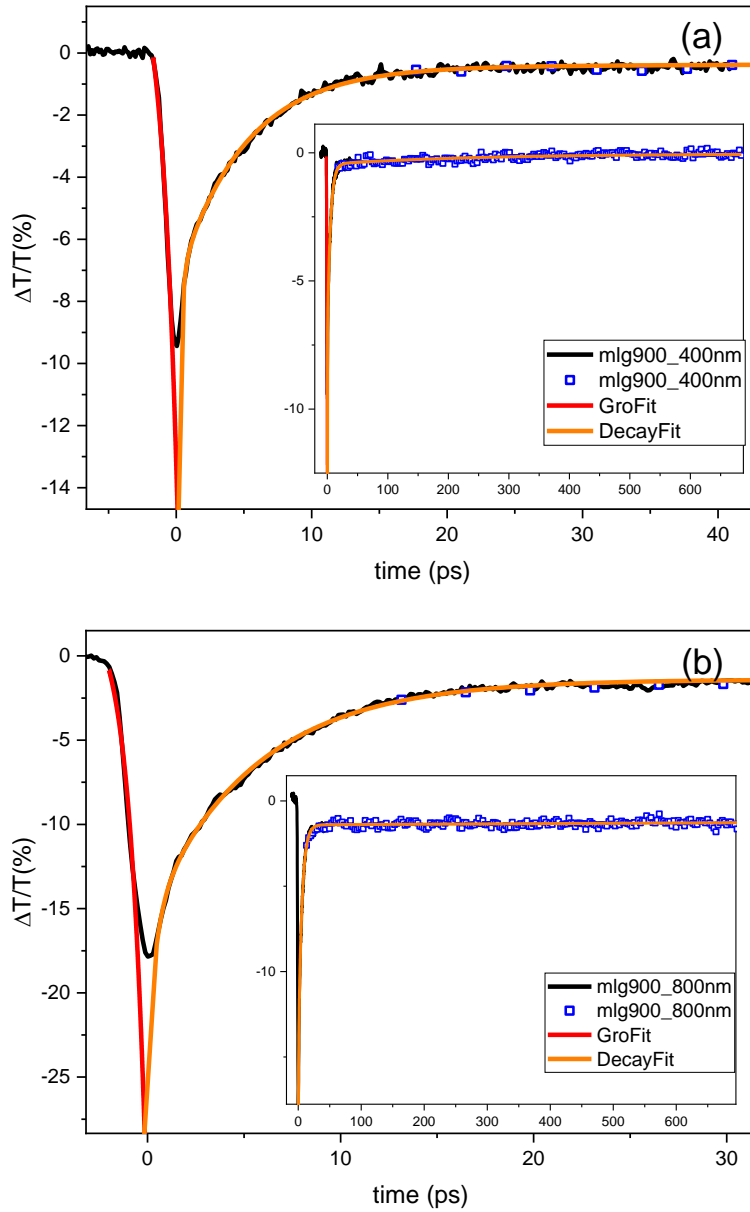 (a)
0
-2
-4
-6
-8
-10
-12
-14
ΔT/T(%)
0 10 20 30 40
time (ps)
0
-5
-10
0 100 200 300 400 500 600
mlg900_400nm
mlg900_400nm
GroFit
DecayFit
(b)
0
-5
-10
-15
-20
-25
ΔT/T(%)
0 10 20 30
time (ps)
0
-10
0 100 200 300 400 500 600
mlg900_800nm
mlg900_800nm
GroFit
DecayFit